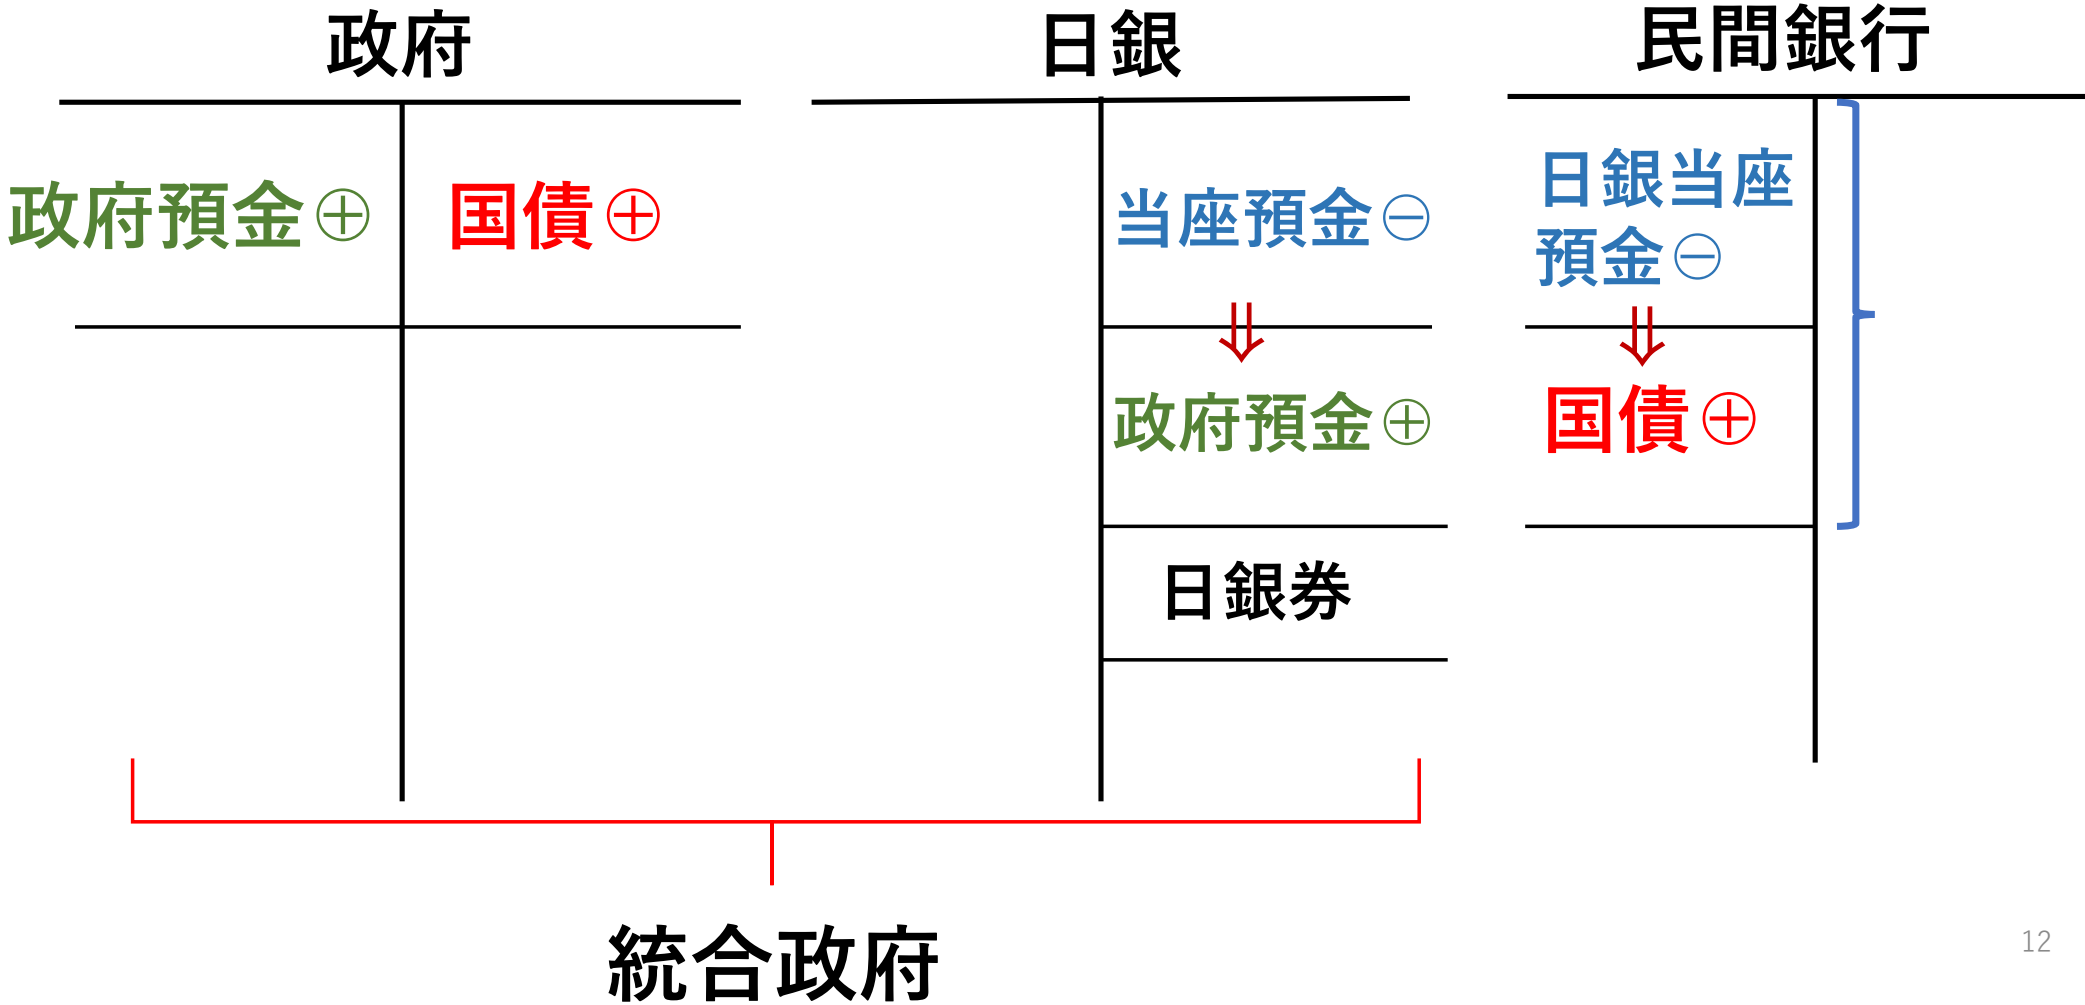 政府
日銀
民間銀行
政府預金⊕
国債⊕
当座預金⊖
⇓
政府預金⊕
日銀券
日銀当座
預金⊖
⇓
国債⊕
統合政府
12